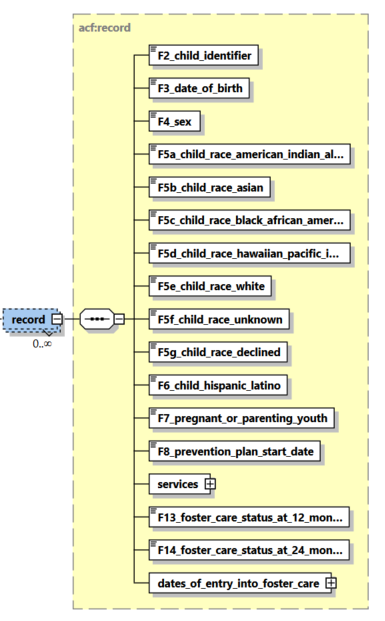 acf:record
F2_child_identifier
F3_date_of_birth
F4_sex
F5a_child_race_american_indian_al...
F5b_child_race_asian
F5c_child_race_black_african_amer...
F5d_child_race_hawaiian_pacific_i...
F5e_child_race_white
record
F5f_child_race_unknown
0..∞
F5g_child_race_declined
F6_child_hispanic_latino
F7_pregnant_or_parenting_youth
F8_prevention_plan_start_date
services
F13_foster_care_status_at_12_mon...
F14_foster_care_status_at_24_mon...
dates_of_entry_into_foster_care